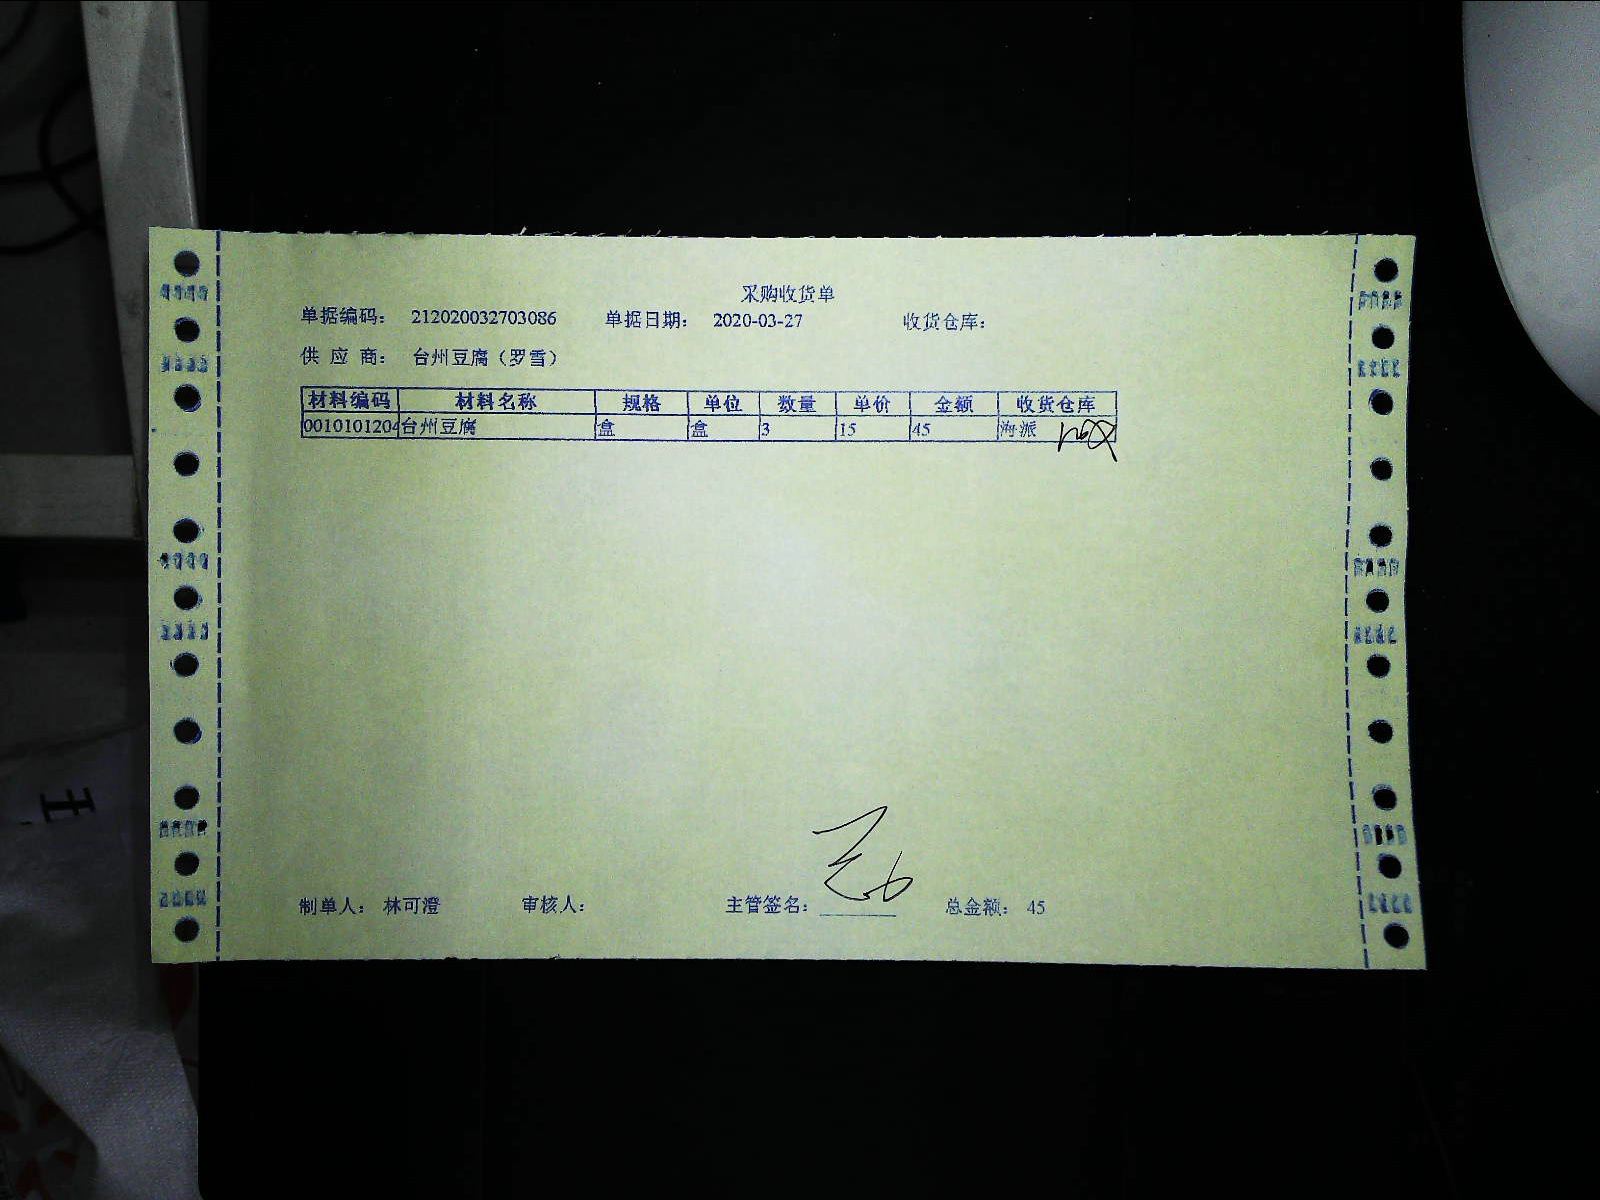 采购收货单
单据编码： 212020032703086 单据日期： 2020-03-27 收货仓库：
供 应 商： 台州豆腐（罗雪）
材料编码 材料名称 规格 单位 数量 单价 金额 收货仓库
0010101204 台州豆腐 盒 盒 3 15 45 海派
制单人： 林可澄 审核人： 主管签名： 总金额： 45